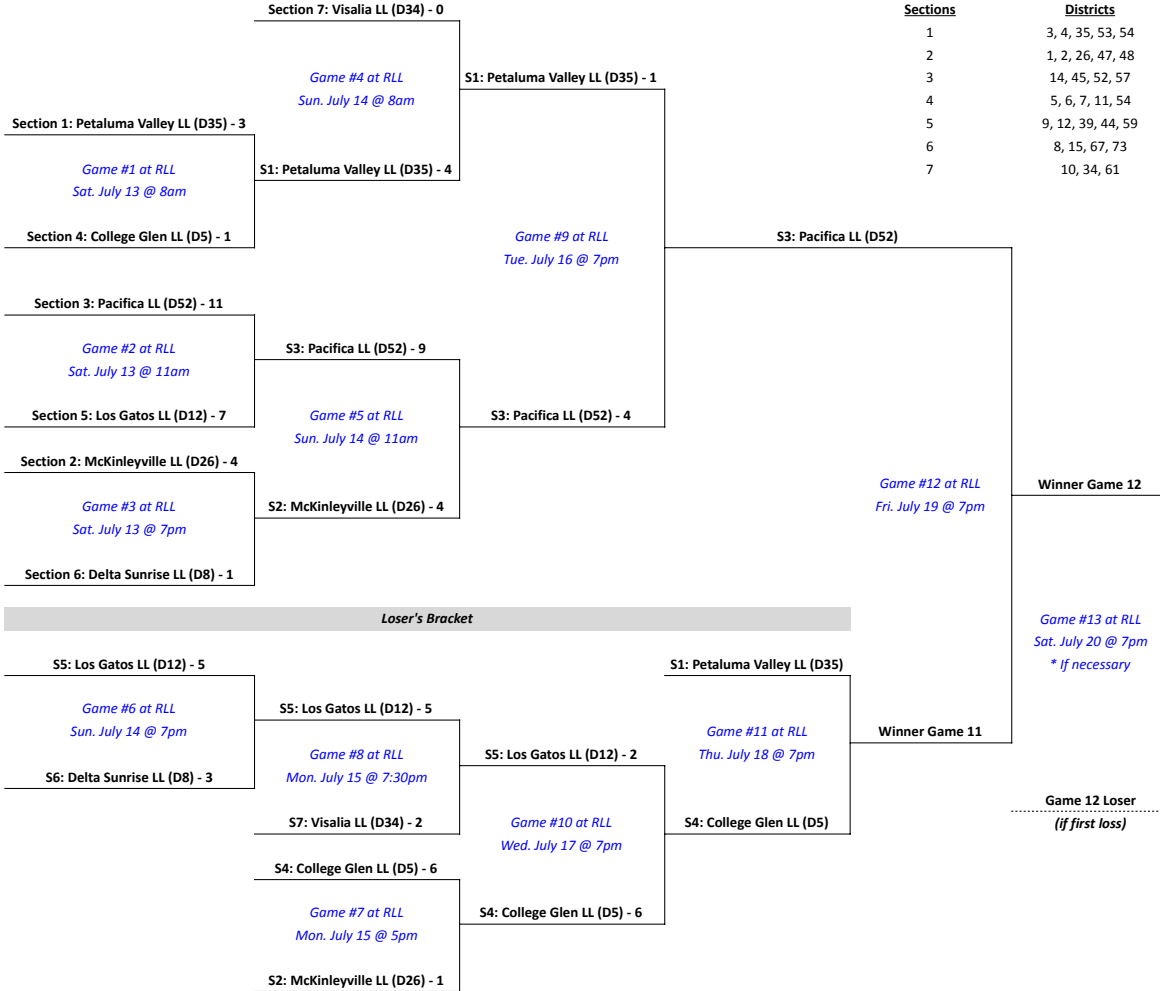 Section 7: Visalia LL (D34) - 0
Sections Districts
1 3, 4, 35, 53, 54
2 1, 2, 26, 47, 48
3 14, 45, 52, 57
4 5, 6, 7, 11, 54
5 9, 12, 39, 44, 59
6 8, 15, 67, 73
7 10, 34, 61
Game #4 at RLL
Sun. July 14 @ 8am
S1: Petaluma Valley LL (D35) - 1
Section 1: Petaluma Valley LL (D35) - 3
Game #1 at RLL
Sat. July 13 @ 8am
S1: Petaluma Valley LL (D35) - 4
Section 4: College Glen LL (D5) - 1
Game #9 at RLL
Tue. July 16 @ 7pm
S3: Pacifica LL (D52)
Section 3: Pacifica LL (D52) - 11
Game #2 at RLL
Sat. July 13 @ 11am
S3: Pacifica LL (D52) - 9
Section 5: Los Gatos LL (D12) - 7
Game #5 at RLL
Sun. July 14 @ 11am
S3: Pacifica LL (D52) - 4
Section 2: McKinleyville LL (D26) - 4
Game #3 at RLL
Sat. July 13 @ 7pm
S2: McKinleyville LL (D26) - 4
Section 6: Delta Sunrise LL (D8) - 1
Game #12 at RLL
Fri. July 19 @ 7pm
Winner Game 12
Loser's Bracket
Game #13 at RLL
Sat. July 20 @ 7pm
* If necessary
S5: Los Gatos LL (D12) - 5
Game #6 at RLL
Sun. July 14 @ 7pm
S6: Delta Sunrise LL (D8) - 3
S5: Los Gatos LL (D12) - 5
Game #8 at RLL
Mon. July 15 @ 7:30pm
S7: Visalia LL (D34) - 2
S5: Los Gatos LL (D12) - 2
Game #10 at RLL
Wed. July 17 @ 7pm
S1: Petaluma Valley LL (D35)
Game #11 at RLL
Thu. July 18 @ 7pm
S4: College Glen LL (D5)
Winner Game 11
Game 12 Loser
(if first loss)
S4: College Glen LL (D5) - 6
Game #7 at RLL
Mon. July 15 @ 5pm
S4: College Glen LL (D5) - 6
S2: McKinleyville LL (D26) - 1